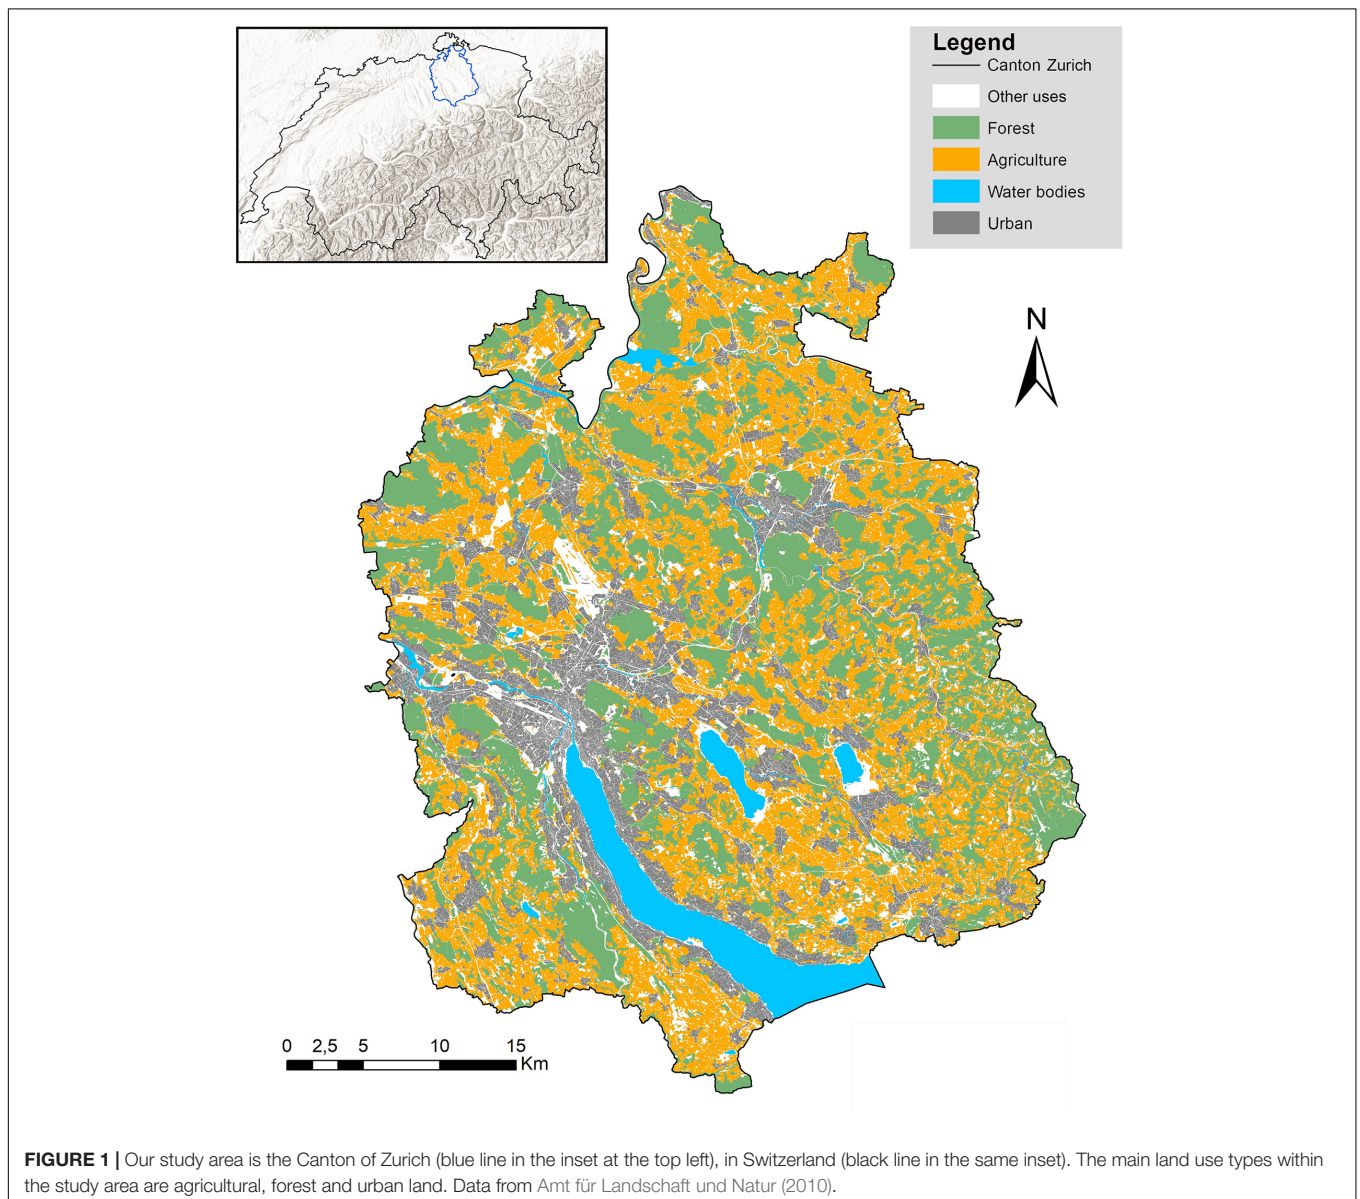 Legend
Canton Zurich
Other uses
Forest
Agriculture
Water bodies
Urban
N
0 2,5 5 10 15
Km
FIGURE 1 | Our study area is the Canton of Zurich (blue line in the inset at the top left), in Switzerland (black line in the same inset). The main land use types within
the study area are agricultural, forest and urban land. Data from Amt für Landschaft und Natur (2010).